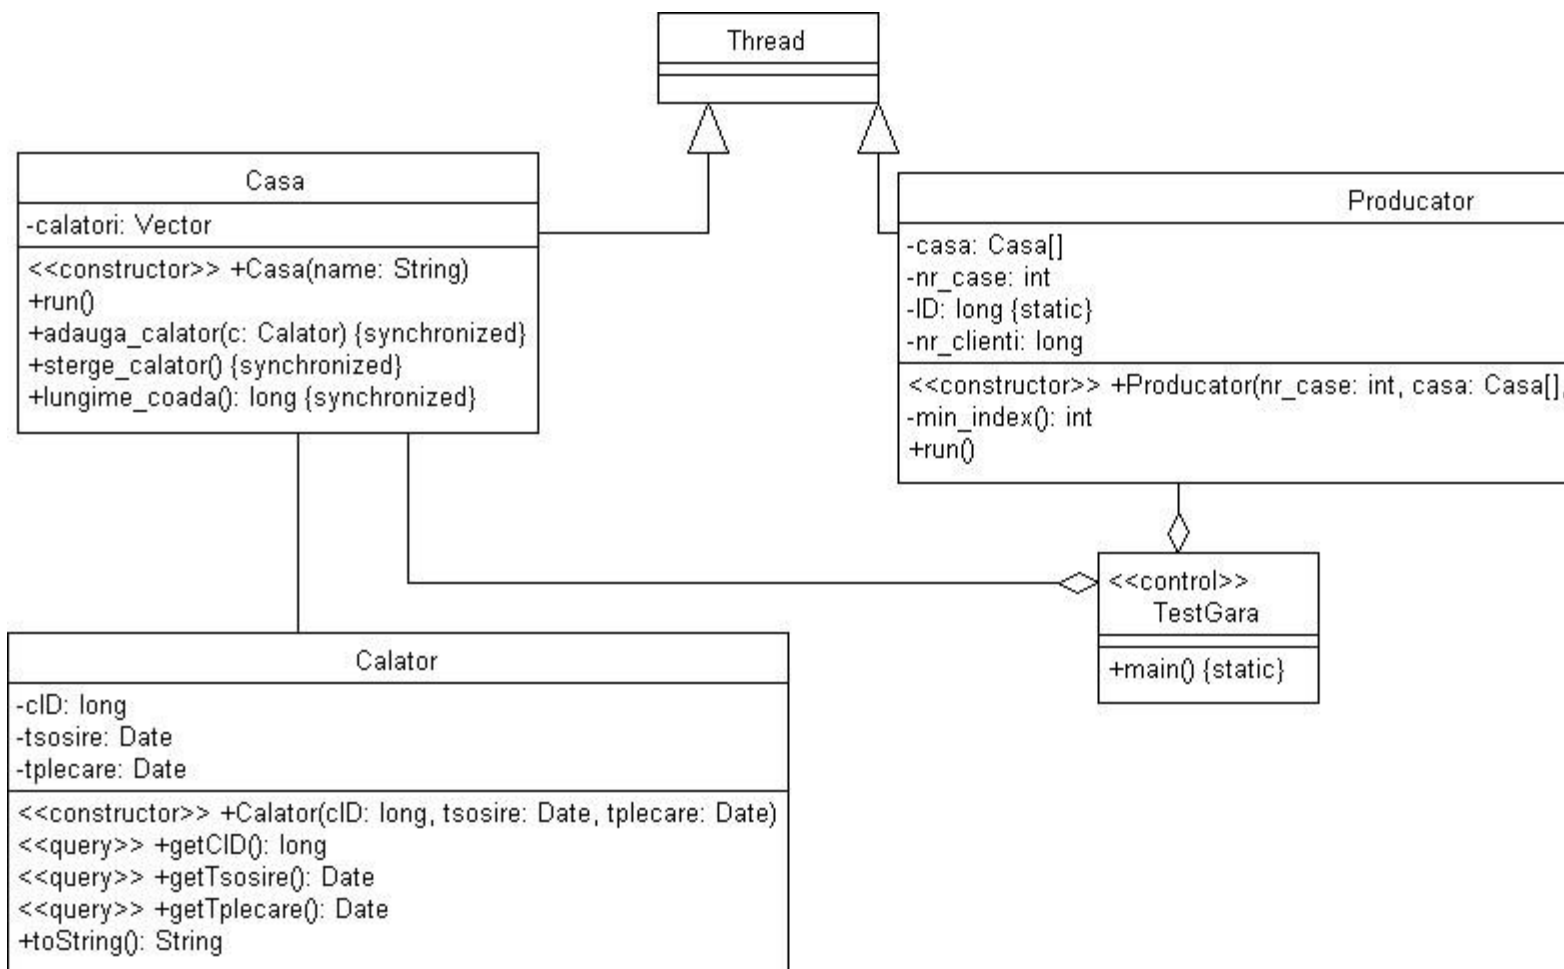 Thread
Casa
-calatori: Vector
<<constructor>> +Casa(name: String)
+run()
+adauga_calator(c: Calator) {synchronized}
+sterge_calator() {synchronized}
+lungime_coada(): long {synchronized}
Producator
-casa: Casa[]
-nr_case: int
-ID: long {static}
-nr_clienti: long
<<constructor>> +Producator(nr_case: int, casa: Casa[],
-min_index(): int
+run()
<<control>>
TestGara
+main() {static}
Calator
-cID: long
-tsosire: Date
-tplecare: Date
<<constructor>> +Calator(cID: long, tsosire: Date, tplecare: Date)
<<query>> +getCID(): long
<<query>> +getTsosire(): Date
<<query>> +getTplecare(): Date
+toString(): String